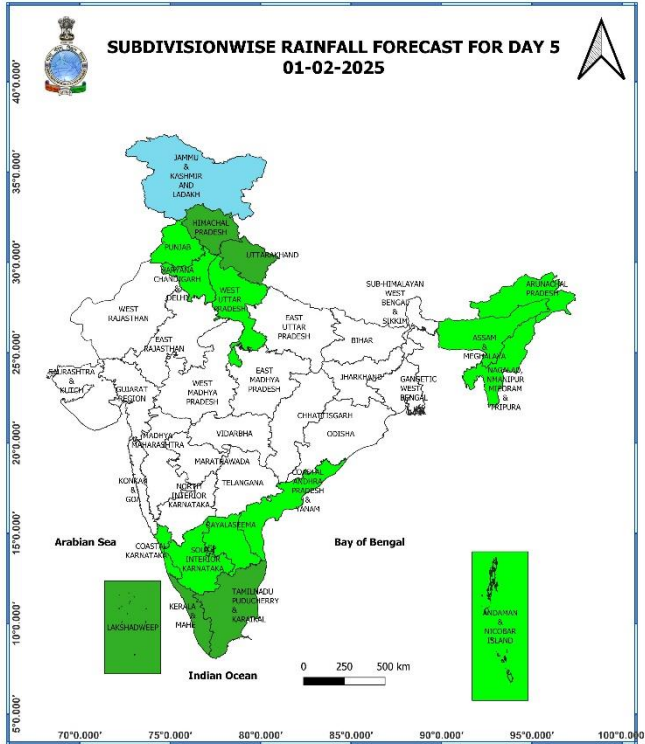 SUBDIVISIONWISE RAINFALL FORECAST FOR DAY 5
01-02-2025
40°0.000'
35°0.000'
30°0.000'
25°0.000'
20°0.000'
15°0.000'
10°0.000'
5°0.000'
JAMMU
&
KASHMIR
AND
LADAKH
HIMACHAL
PRADESH
PUNJAB
UTTARAKHAND
HARYANA
CHANDIGARH
&
DELHI
WEST
UTTAR
PRADESH
SUB-HIMALAYAN
WEST
BENGAL
&
SIKKIM
ARUNACHAL
PRADESH
WEST
RAJASTHAN
EAST
RAJASTHAN
EAST
UTTAR
PRADESH
BIHAR
ASSAM
&
MEGHALAYA
SAURASHTRA
&
KUTCH
GUJARAT
REGION
WEST
MADHYA
PRADESH
EAST
MADHYA
PRADESH
JHARKHAND
GANGETIC
WEST
BENGAL
NAGALAND,
MANIPUR
MIZORAM
&
TRIPURA
CHHATTISGARH
ODISHA
MADHYA
MAHARASHTRA
VIDARBHA
MARATHWADA
KONKAN
&
GOA
NORTH
INTERIOR
KARNATAKA
TELANGANA
COASTAL
ANDHRA
PRADESH
&
YANAM
Arabian Sea
Bay of Bengal
COASTAL
KARNATAKA
RAYALASEEMA
SOUTH
INTERIOR
KARNATAKA
LAKSHADWEEP
KERALA
&
MAHE
TAMILNADU
PUDUCHERRY
&
KARAIKAL
ANDAMAN
&
NICOBAR
ISLAND
Indian Ocean
0 250 500 km
70°0.000' 75°0.000' 80°0.000' 85°0.000' 90°0.000' 95°0.000' 100°0.000'